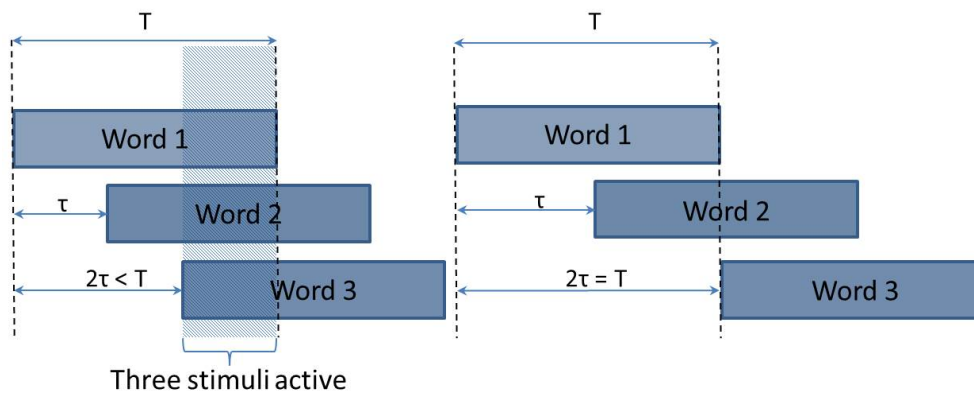 T
Word 1
τ
Word 2
2τ < T
Word 3
Three stimuli active
T
Word 1
τ
Word 2
2τ = T
Word 3